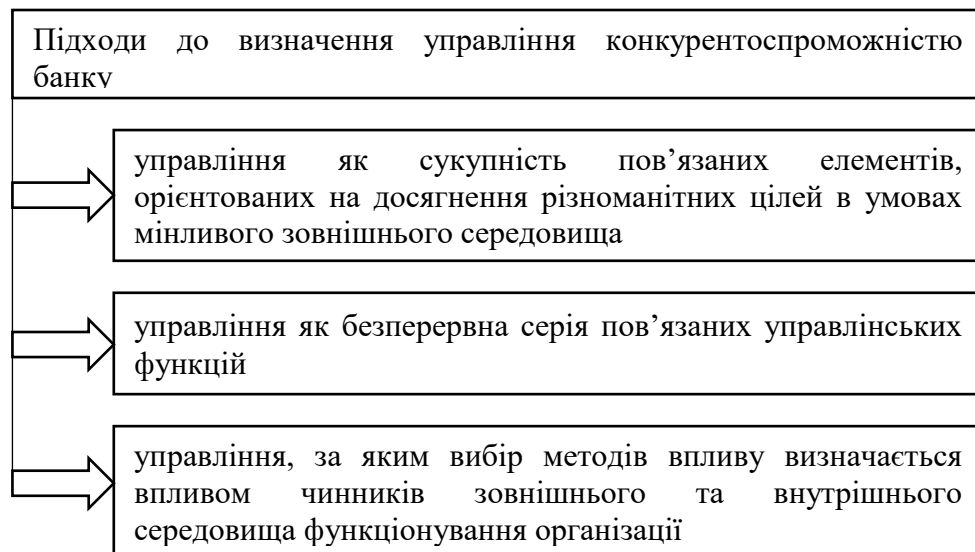 Підходи до визначення управління конкурентоспроможністю
банку
управління як сукупність пов’язаних елементів,
орієнтованих на досягнення різноманітних цілей в умовах
мінливого зовнішнього середовища
управління як безперервна серія пов’язаних управлінських
функцій
управління, за яким вибір методів впливу визначається
впливом чинників зовнішнього та внутрішнього
середовища функціонування організації